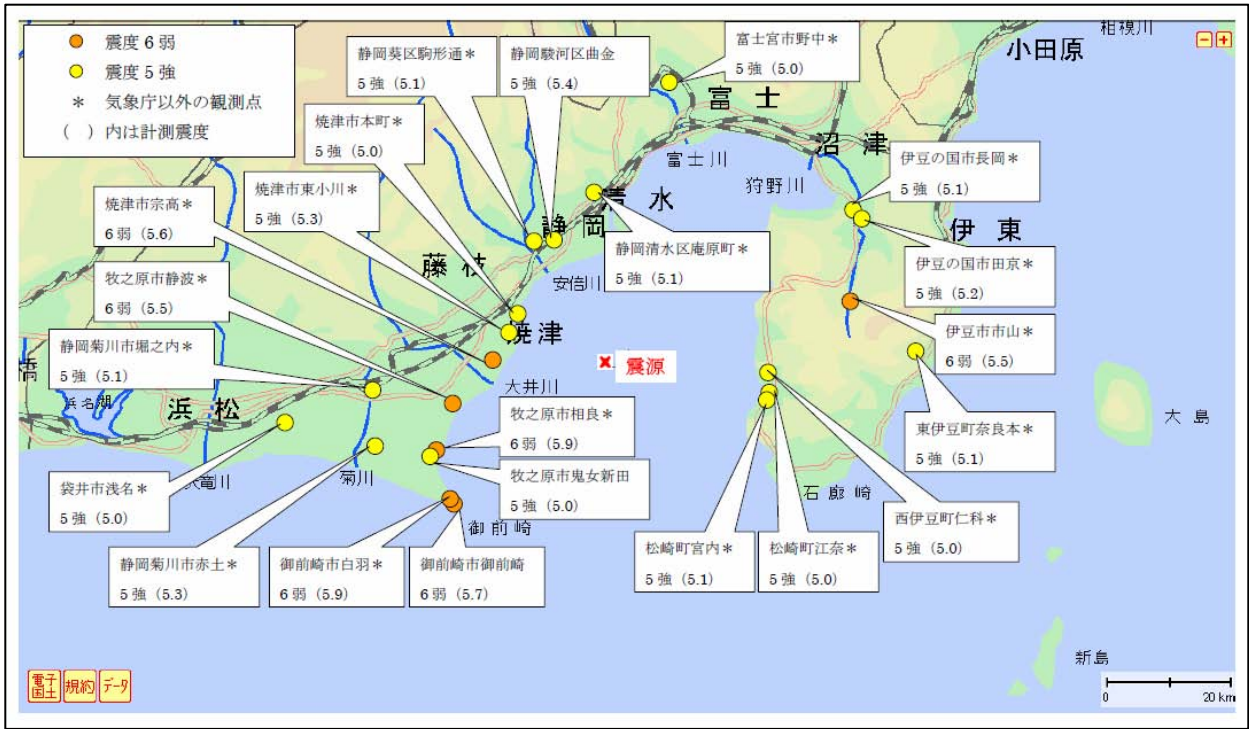 震度6弱
震度5強
* 気象庁以外の観測点
( )内は計測震度
静岡葵区駒形通*
5強 (5.1)
静岡駿河区曲金
5強 (5.4)
富士宮市野中*
5強 (5.0)
相模川
小田原
焼津市本町*
5強 (5.0)
富士
沼津
富士川
狩野川
伊豆の国市長岡*
5強 (5.1)
焼津市東小川*
5強 (5.3)
焼津市宗高*
6弱 (5.6)
清水
静岡
伊東
静岡清水区庵原町*
5強 (5.1)
伊豆の国市田京*
5強 (5.2)
藤枝
安倍川
牧之原市静波*
6弱 (5.5)
伊豆市市山*
6弱 (5.5)
静岡菊川市堀之内*
5強 (5.1)
焼津
震源
大井川
橋
浜名湖
浜松
牧之原市相良*
6弱 (5.9)
東伊豆町奈良本*
5強 (5.1)
大島
牧之原市鬼女新田
5強 (5.0)
袋井市浅名*
5強 (5.0)
天竜川
菊川
石廊崎
西伊豆町仁科*
5強 (5.0)
御前崎
静岡菊川市赤土*
5強 (5.3)
御前崎市白羽*
6弱 (5.9)
御前崎市御前崎
6弱 (5.7)
松崎町宮内*
5強 (5.1)
松崎町江奈*
5強 (5.0)
新島
電子国土
規約
データ
0
20 km